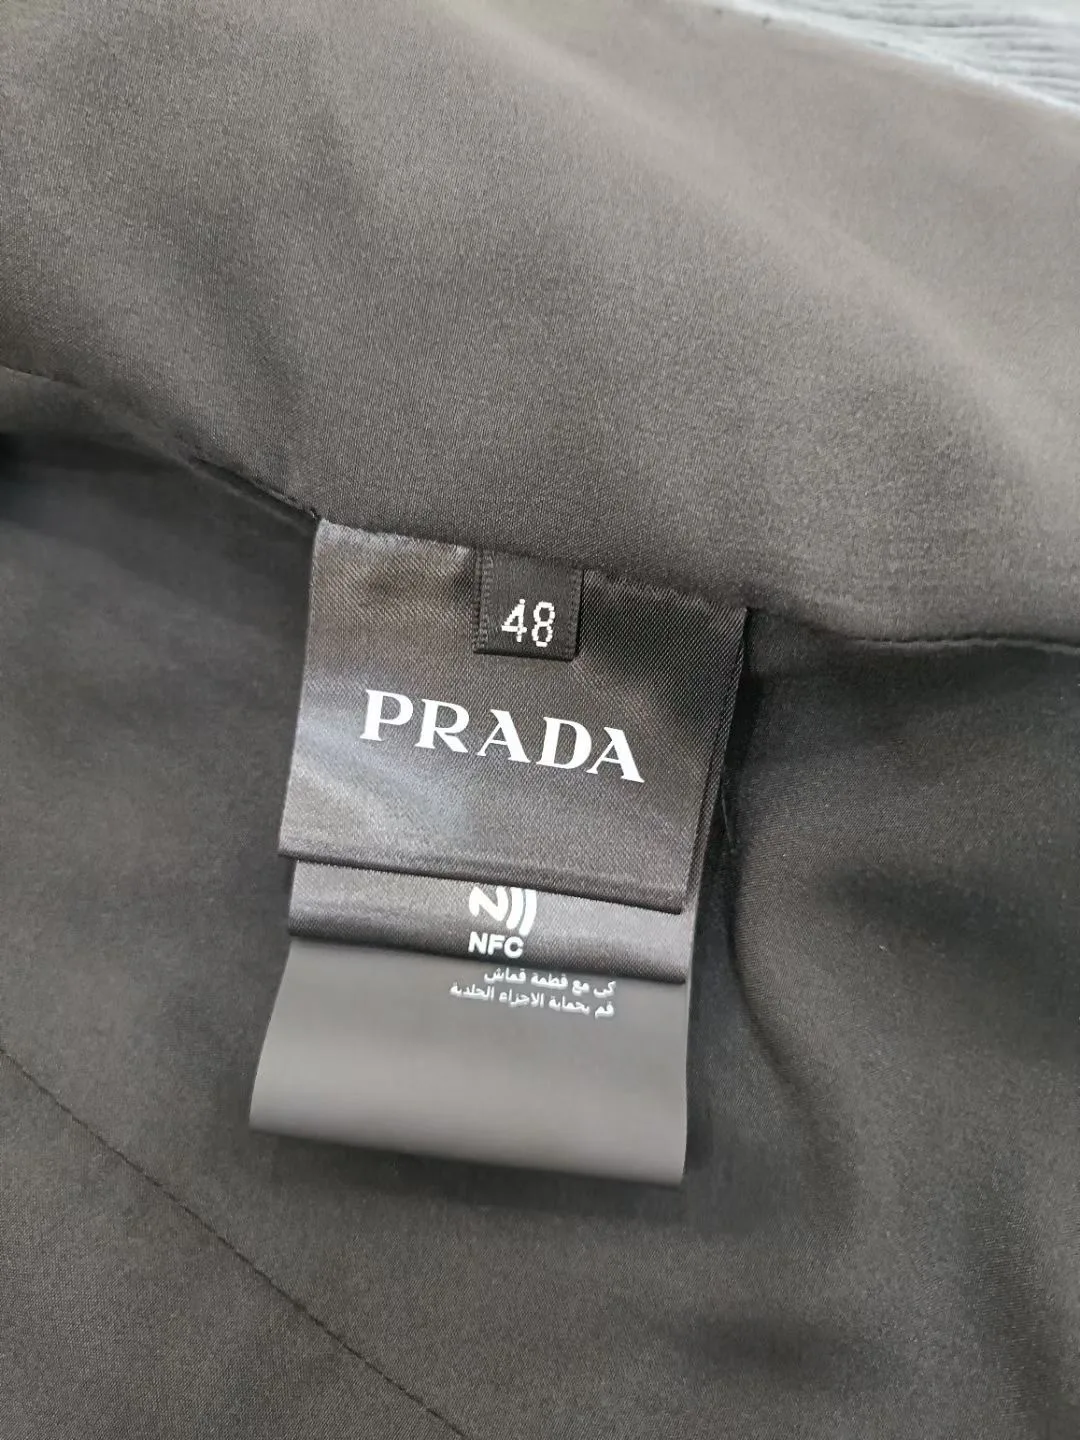 48
PRADA
NFC
كي مع قطعة قماش
قم بحماية الاجزاء الجلدية